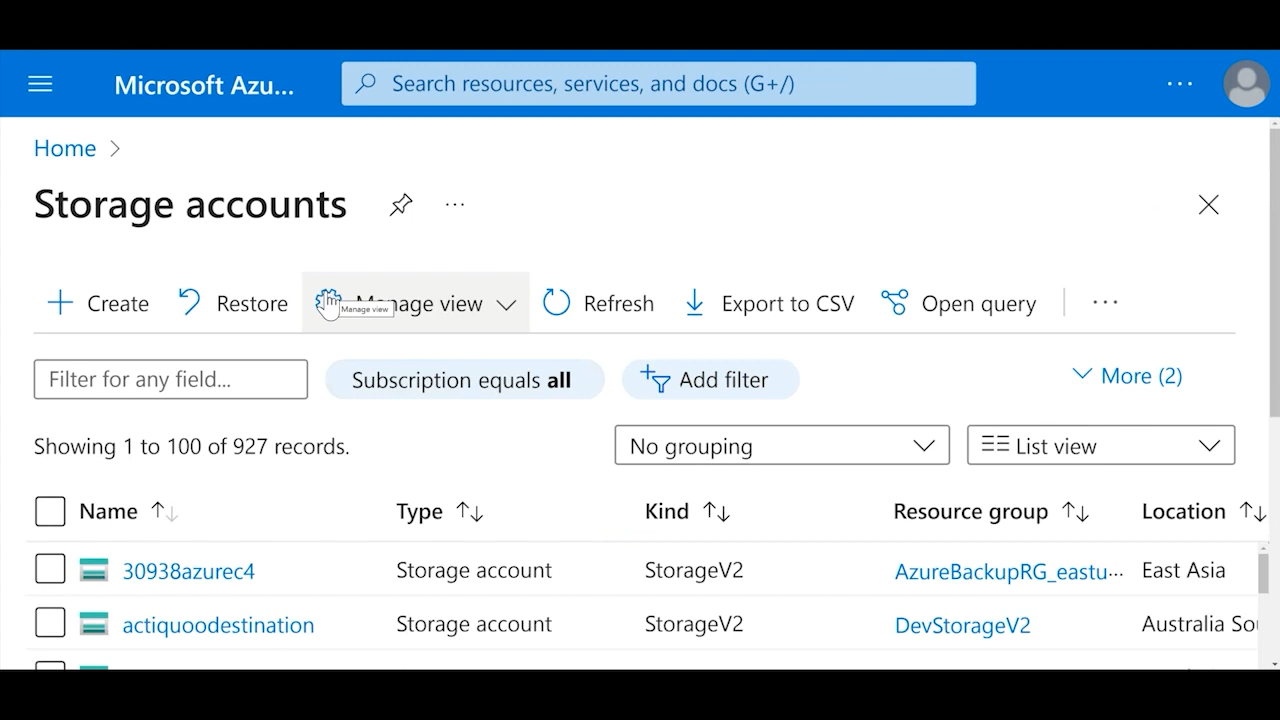 Microsoft Azu... Search resources, services, and docs (G+/) ...
Home
Storage accounts ...
Create Restore Manage view Refresh Export to CSV Open query ...
Manage view
Filter for any field... Subscription equals all Add filter More (2)
Showing 1 to 100 of 927 records. No grouping List view
Name Type Kind Resource group Location
30938azurec4 Storage account StorageV2 AzureBackupRG_eastu... East Asia
actiquoodestination Storage account StorageV2 DevStorageV2 Australia Sou